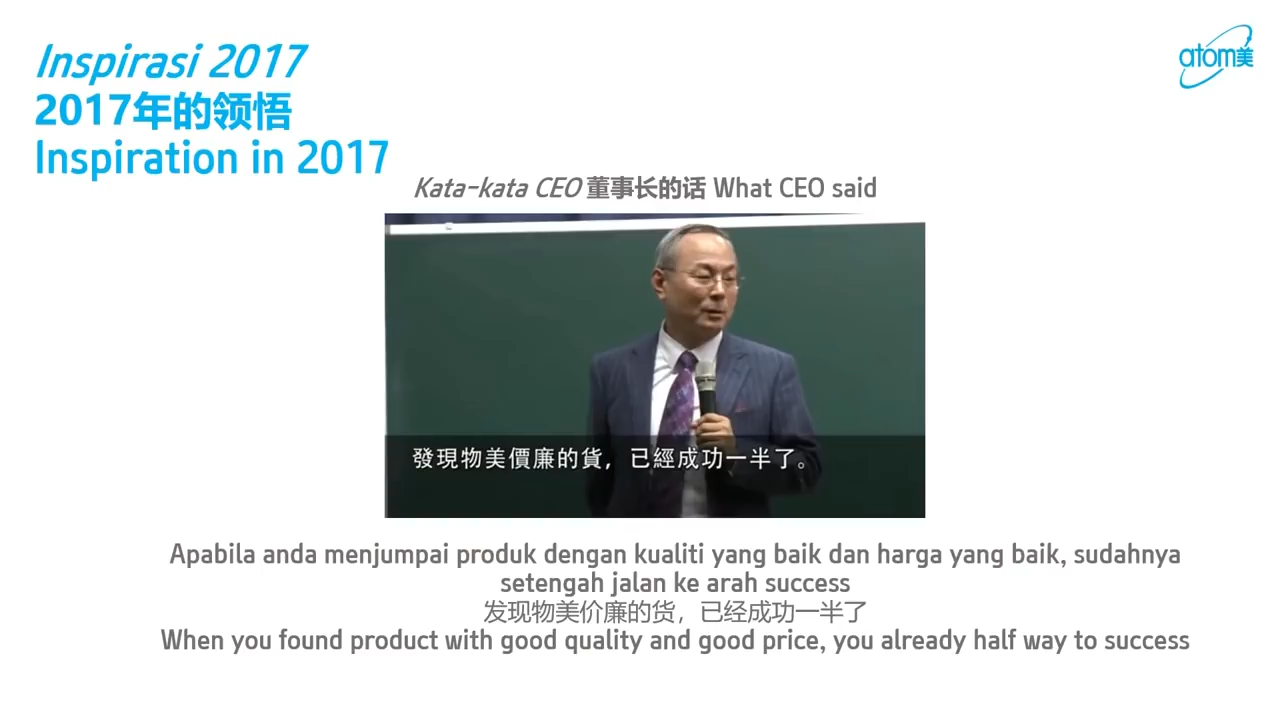 Inspirasi 2017
2017年的领悟
Inspiration in 2017
atom美
Kata-kata CEO 董事长的话 What CEO said
發現物美價廉的貨，已經成功一半了。
Apabila anda menjumpai produk dengan kualiti yang baik dan harga yang baik, sudahnya
setengah jalan ke arah success
发现物美价廉的货，已经成功一半了
When you found product with good quality and good price, you already half way to success